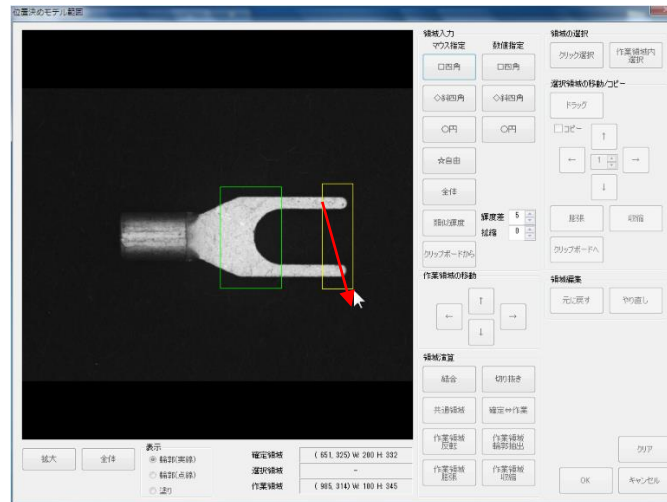 位置決めモデル範囲
領域入力
マウス指定 数値指定
□四角 □四角
◇斜四角 ◇斜四角
○円 ○円
☆自由
全体
類似輝度 輝度差 5
拡縮 0
クリップボードから
作業領域の移動
↑
← →
↓
領域演算
結合 切り抜き
共通領域 確定⇔作業
作業領域
反転
作業領域
輪郭抽出
作業領域
膨張
作業領域
収縮
領域の選択
クリック選択
作業領域内
選択
選択領域の移動/コピー
ドラッグ
コピー
↑
← 1 →
↓
膨張 収縮
クリップボードへ
領域編集
元に戻す やり直し
クリア
OK キャンセル
拡大 全体
表示
輪郭(実線)
輪郭(点線)
塗り
確定領域 ( 651, 325) W: 200 H: 332
選択領域 -
作業領域 ( 985, 314) W: 100 H: 345